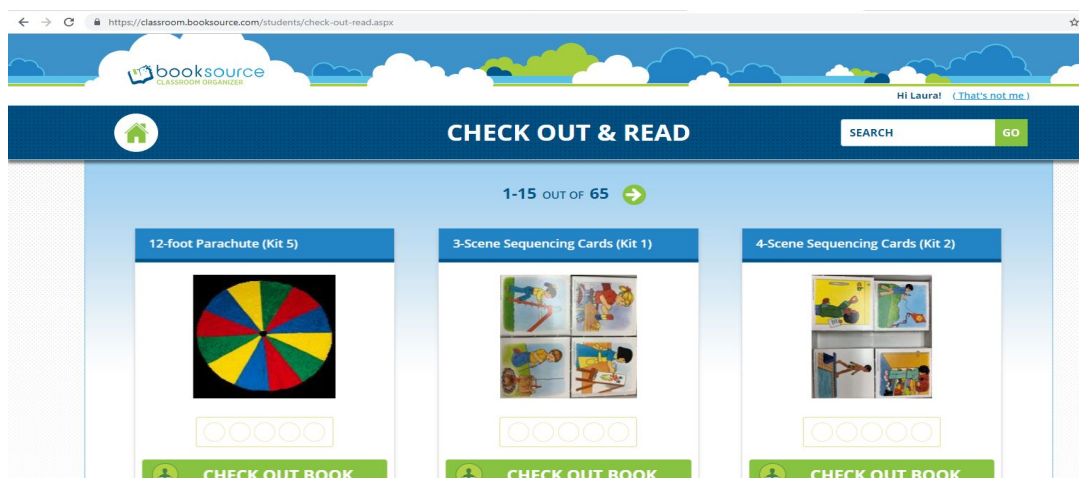 https://classroom.booksource.com/students/check-out-read.aspx
booksource
CLASSROOM ORGANIZER
Hi Laura! ( That's not me )
CHECK OUT & READ
SEARCH GO
1-15 OUT OF 65
12-foot Parachute (Kit 5)
3-Scene Sequencing Cards (Kit 1)
4-Scene Sequencing Cards (Kit 2)
CHECK OUT BOOK
CHECK OUT BOOK
CHECK OUT BOOK